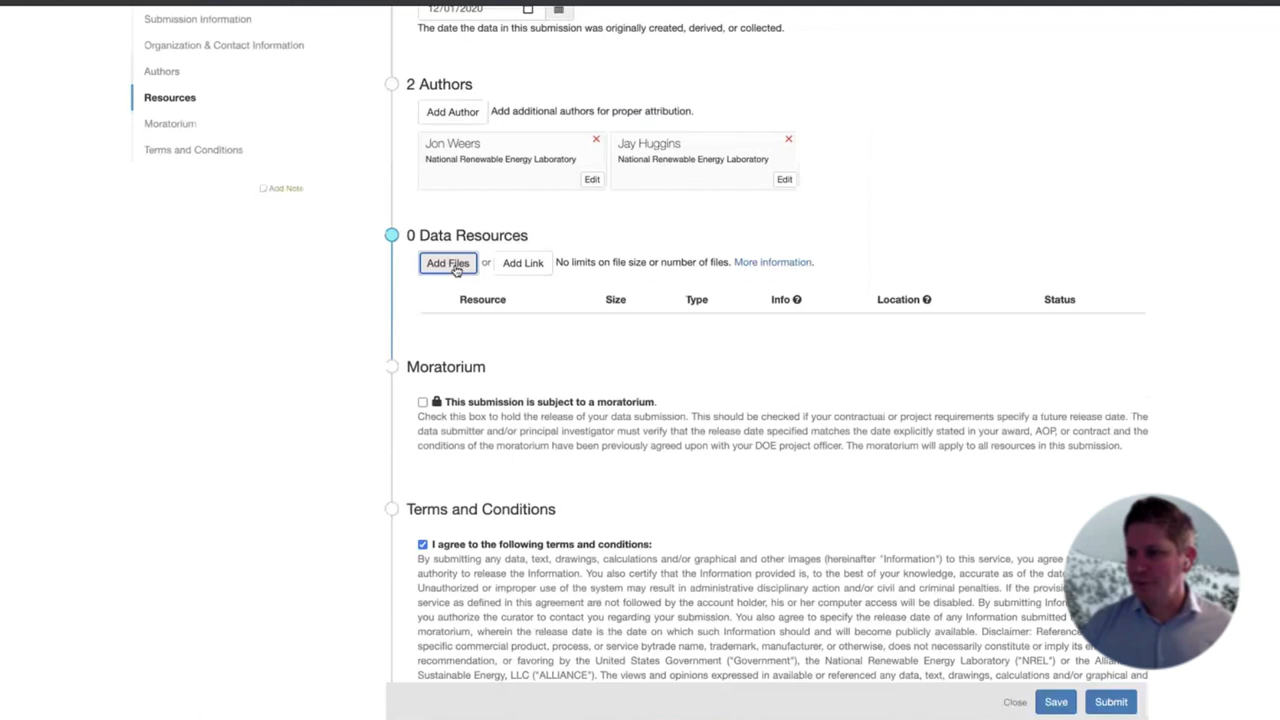 Submission Information
Organization & Contact Information
Authors
Resources
Moratorium
Terms and Conditions
Add Note
12/01/2020
The date the data in this submission was originally created, derived, or collected.
2 Authors
Add Author Add additional authors for proper attribution.
Jon Weers
National Renewable Energy Laboratory
Edit
Jay Huggins
National Renewable Energy Laboratory
Edit
0 Data Resources
Add Files or Add Link No limits on file size or number of files. More information.
Resource Size Type Info Location Status
Moratorium
This submission is subject to a moratorium.
Check this box to hold the release of your data submission. This should be checked if your contractual or project requirements specify a future release date. The
data submitter and/or principal investigator must verify that the release date specified matches the date explicitly stated in your award, AOP, or contract and the
conditions of the moratorium have been previously agreed upon with your DOE project officer. The moratorium will apply to all resources in this submission.
Terms and Conditions
I agree to the following terms and conditions:
By submitting any data, text, drawings, calculations and/or graphical and other images (hereinafter "Information") to this service, you agree
authority to release the Information. You also certify that the Information provided is, to the best of your knowledge, accurate as of the date
Unauthorized or improper use of the system may result in administrative disciplinary action and/or civil and criminal penalties. If the
service as defined in this agreement are not followed by the account holder, his or her computer access will be disabled. By submitting
you authorize the curator to contact you regarding your submission. You also agree to specify the release date of any Information submitted
moratorium, wherein the release date is the date on which such Information should and will become publicly available. Disclaimer:
specific commercial product, process, or service bytrade name, trademark, manufacturer, or otherwise, does not necessarily constitute or imply its
recommendation, or favoring by the United States Government ("Government"), the National Renewable Energy Laboratory ("NREL") or the
Sustainable Energy, LLC ("ALLIANCE"). The views and opinions expressed in available or referenced any data, text, drawings, calculations and/or graphical and
Close Save Submit